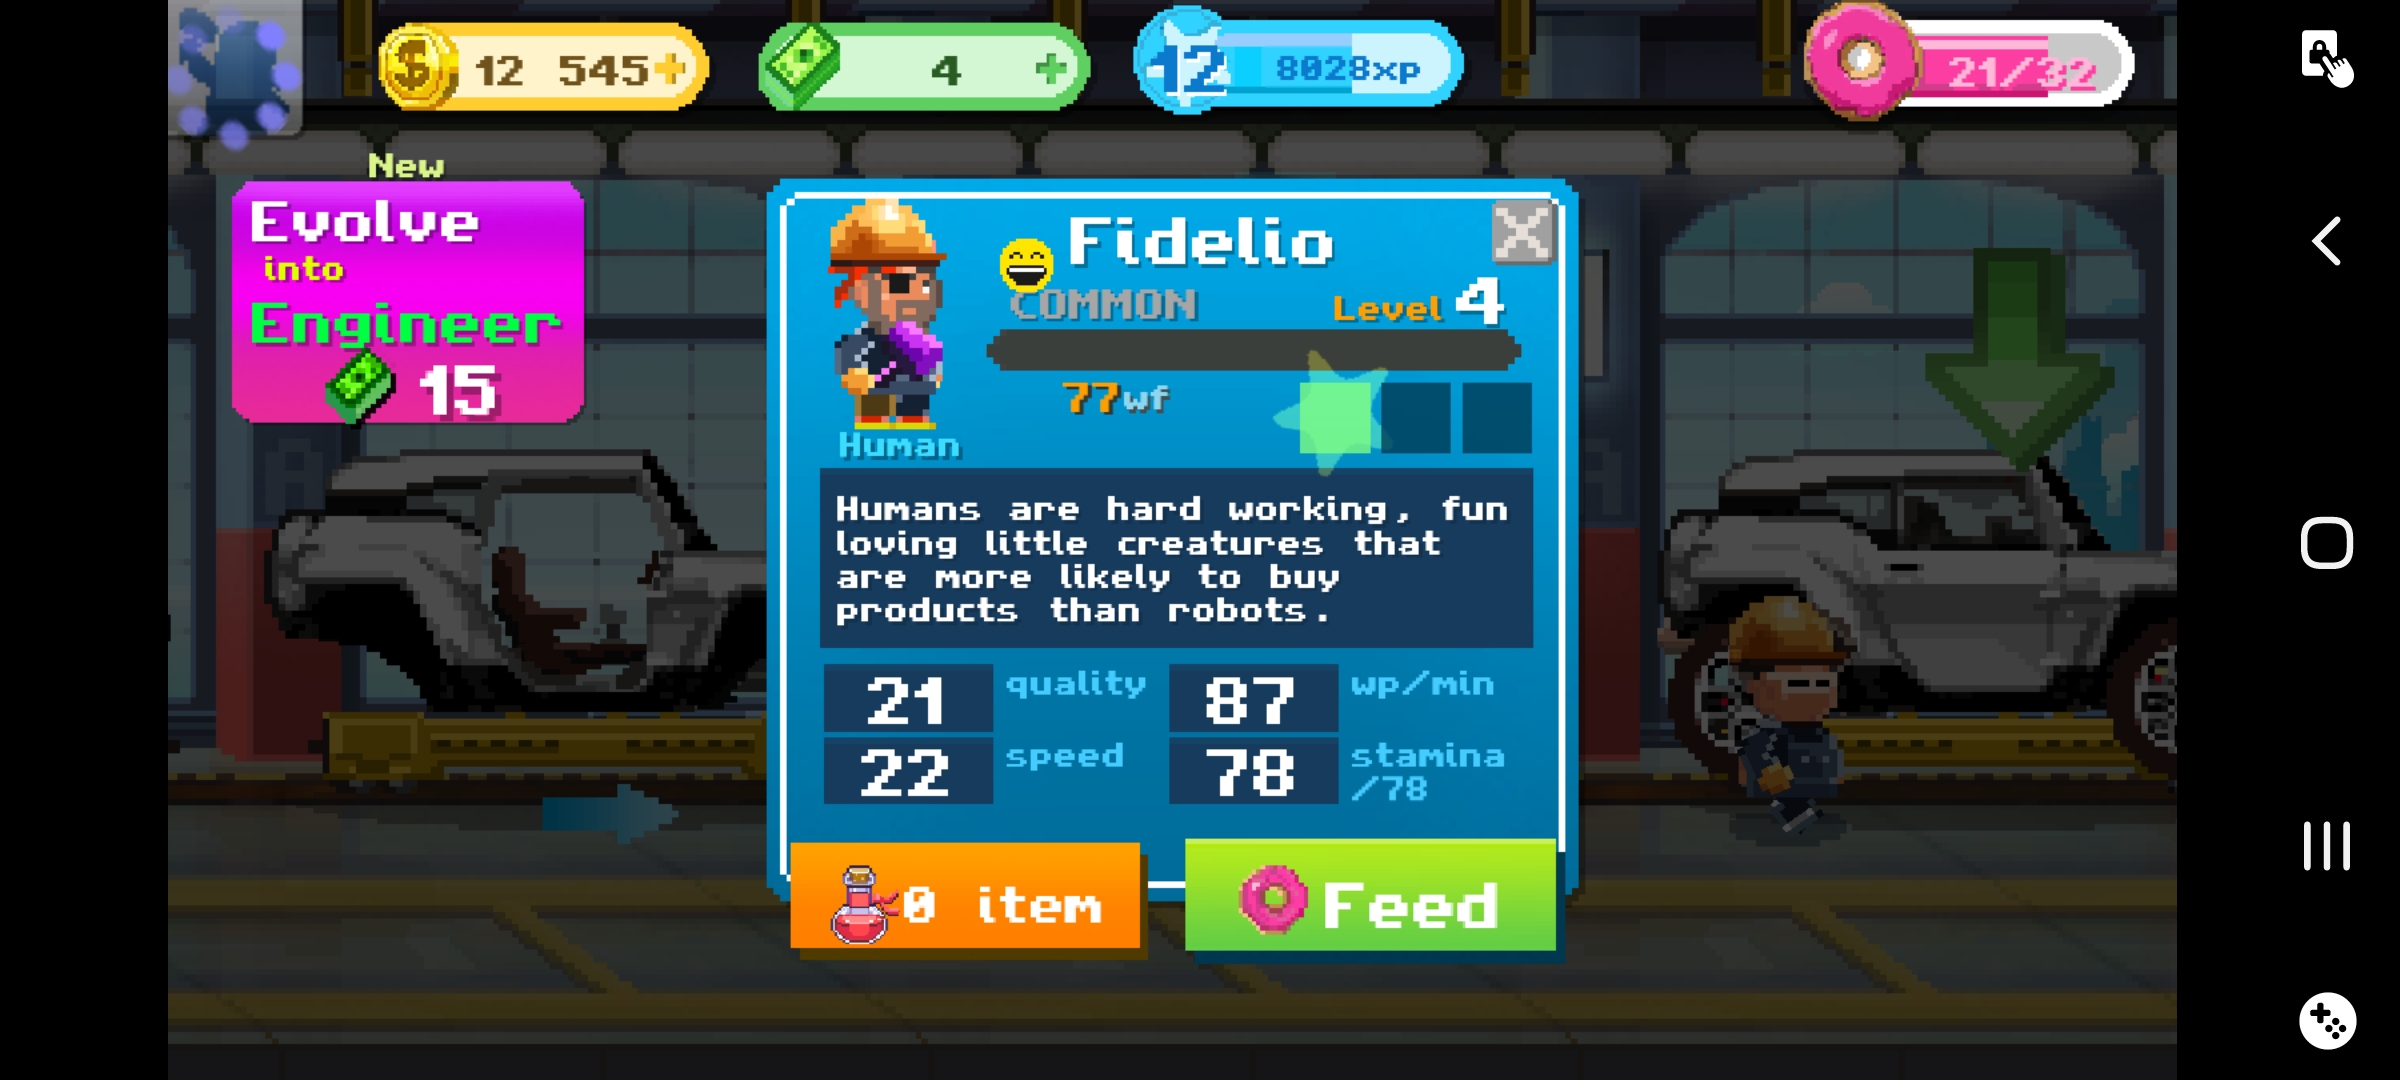 12 545+
4 +
12 8028xp
21/32
New
Evolve
into
Engineer
15
Fidelio
COMMON Level 4
77wf
Human
Humans are hard working, fun
loving little creatures that
are more likely to buy
products than robots.
21 quality 87 wp/min
22 speed 78 stamina
/78
0 item
Feed